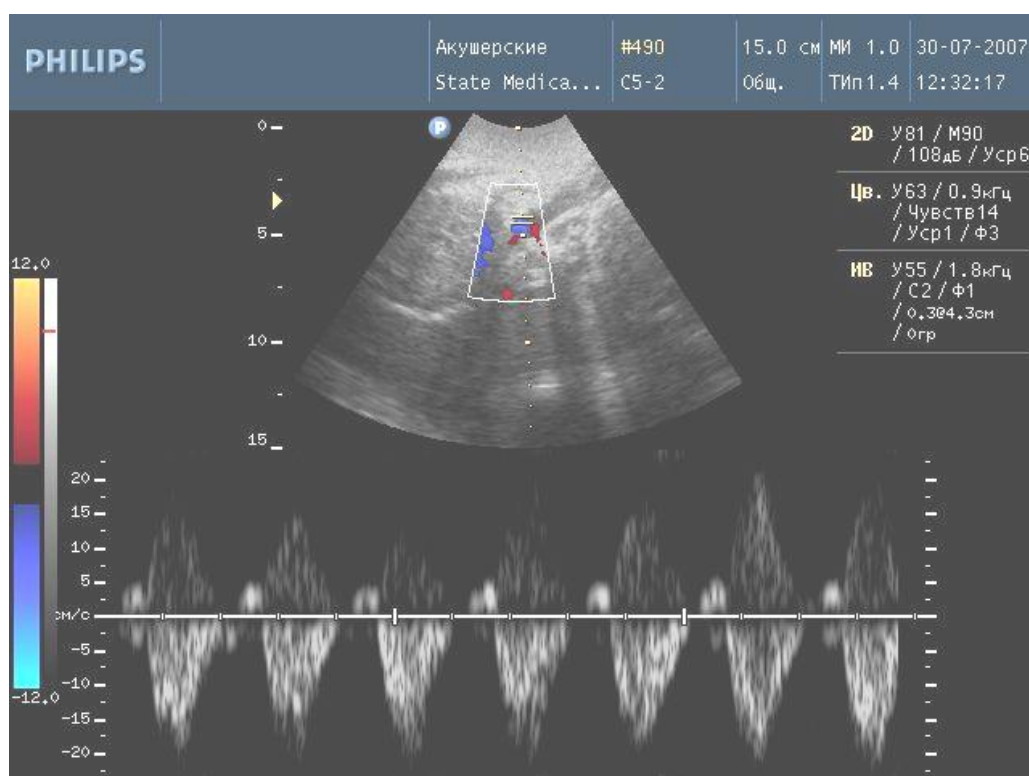 PHILIPS
Акушерские
State Medica...
#490
C5-2
15.0 см
Общ.
МИ 1.0
ТИп1.4
30-07-2007
12:32:17
P
2D У81 / М90
/ 108дБ / Уср6
Цв. У63 / 0.9кГц
/ Чувств14
/ Уср1 / Ф3
ИВ У55 / 1.8кГц
/ С2 / Ф1
/ 0.3@4.3см
/ Огр
0
5
10
15
12.0
-12.0
20
15
10
5
см/с
-5
-10
-15
-20